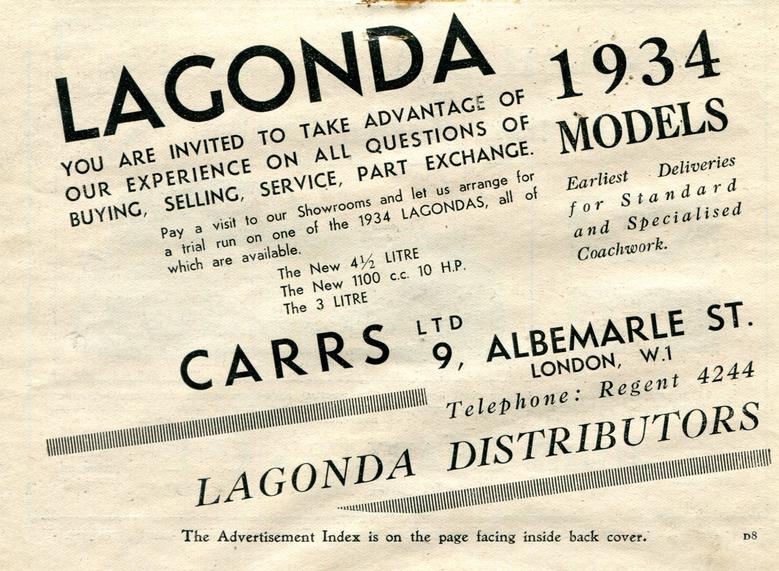 LAGONDA
YOU ARE INVITED TO TAKE ADVANTAGE OF
OUR EXPERIENCE ON ALL QUESTIONS OF
BUYING, SELLING, SERVICE, PART EXCHANGE.
Pay a visit to our Showrooms and let us arrange for
a trial run on one of the 1934 LAGONDAS, all of
which are available.
The New 4½ LITRE
The New 1100 c.c. 10 H.P.
The 3 LITRE
1934
MODELS
Earliest Deliveries
for Standard
and Specialised
Coachwork.
CARRS LTD
9, ALBEMARLE ST.
LONDON, W.1
Telephone: Regent 4244
LAGONDA DISTRIBUTORS
The Advertisement Index is on the page facing inside back cover.
D8